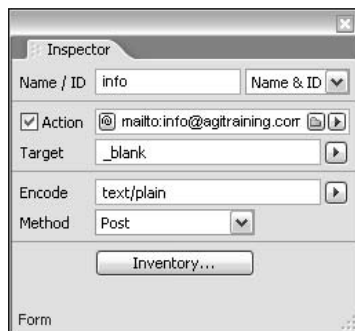 Inspector
Name / ID info Name & ID
Action mailto:info@agitraining.com
Target _blank
Encode text/plain
Method Post
Inventory...
Form